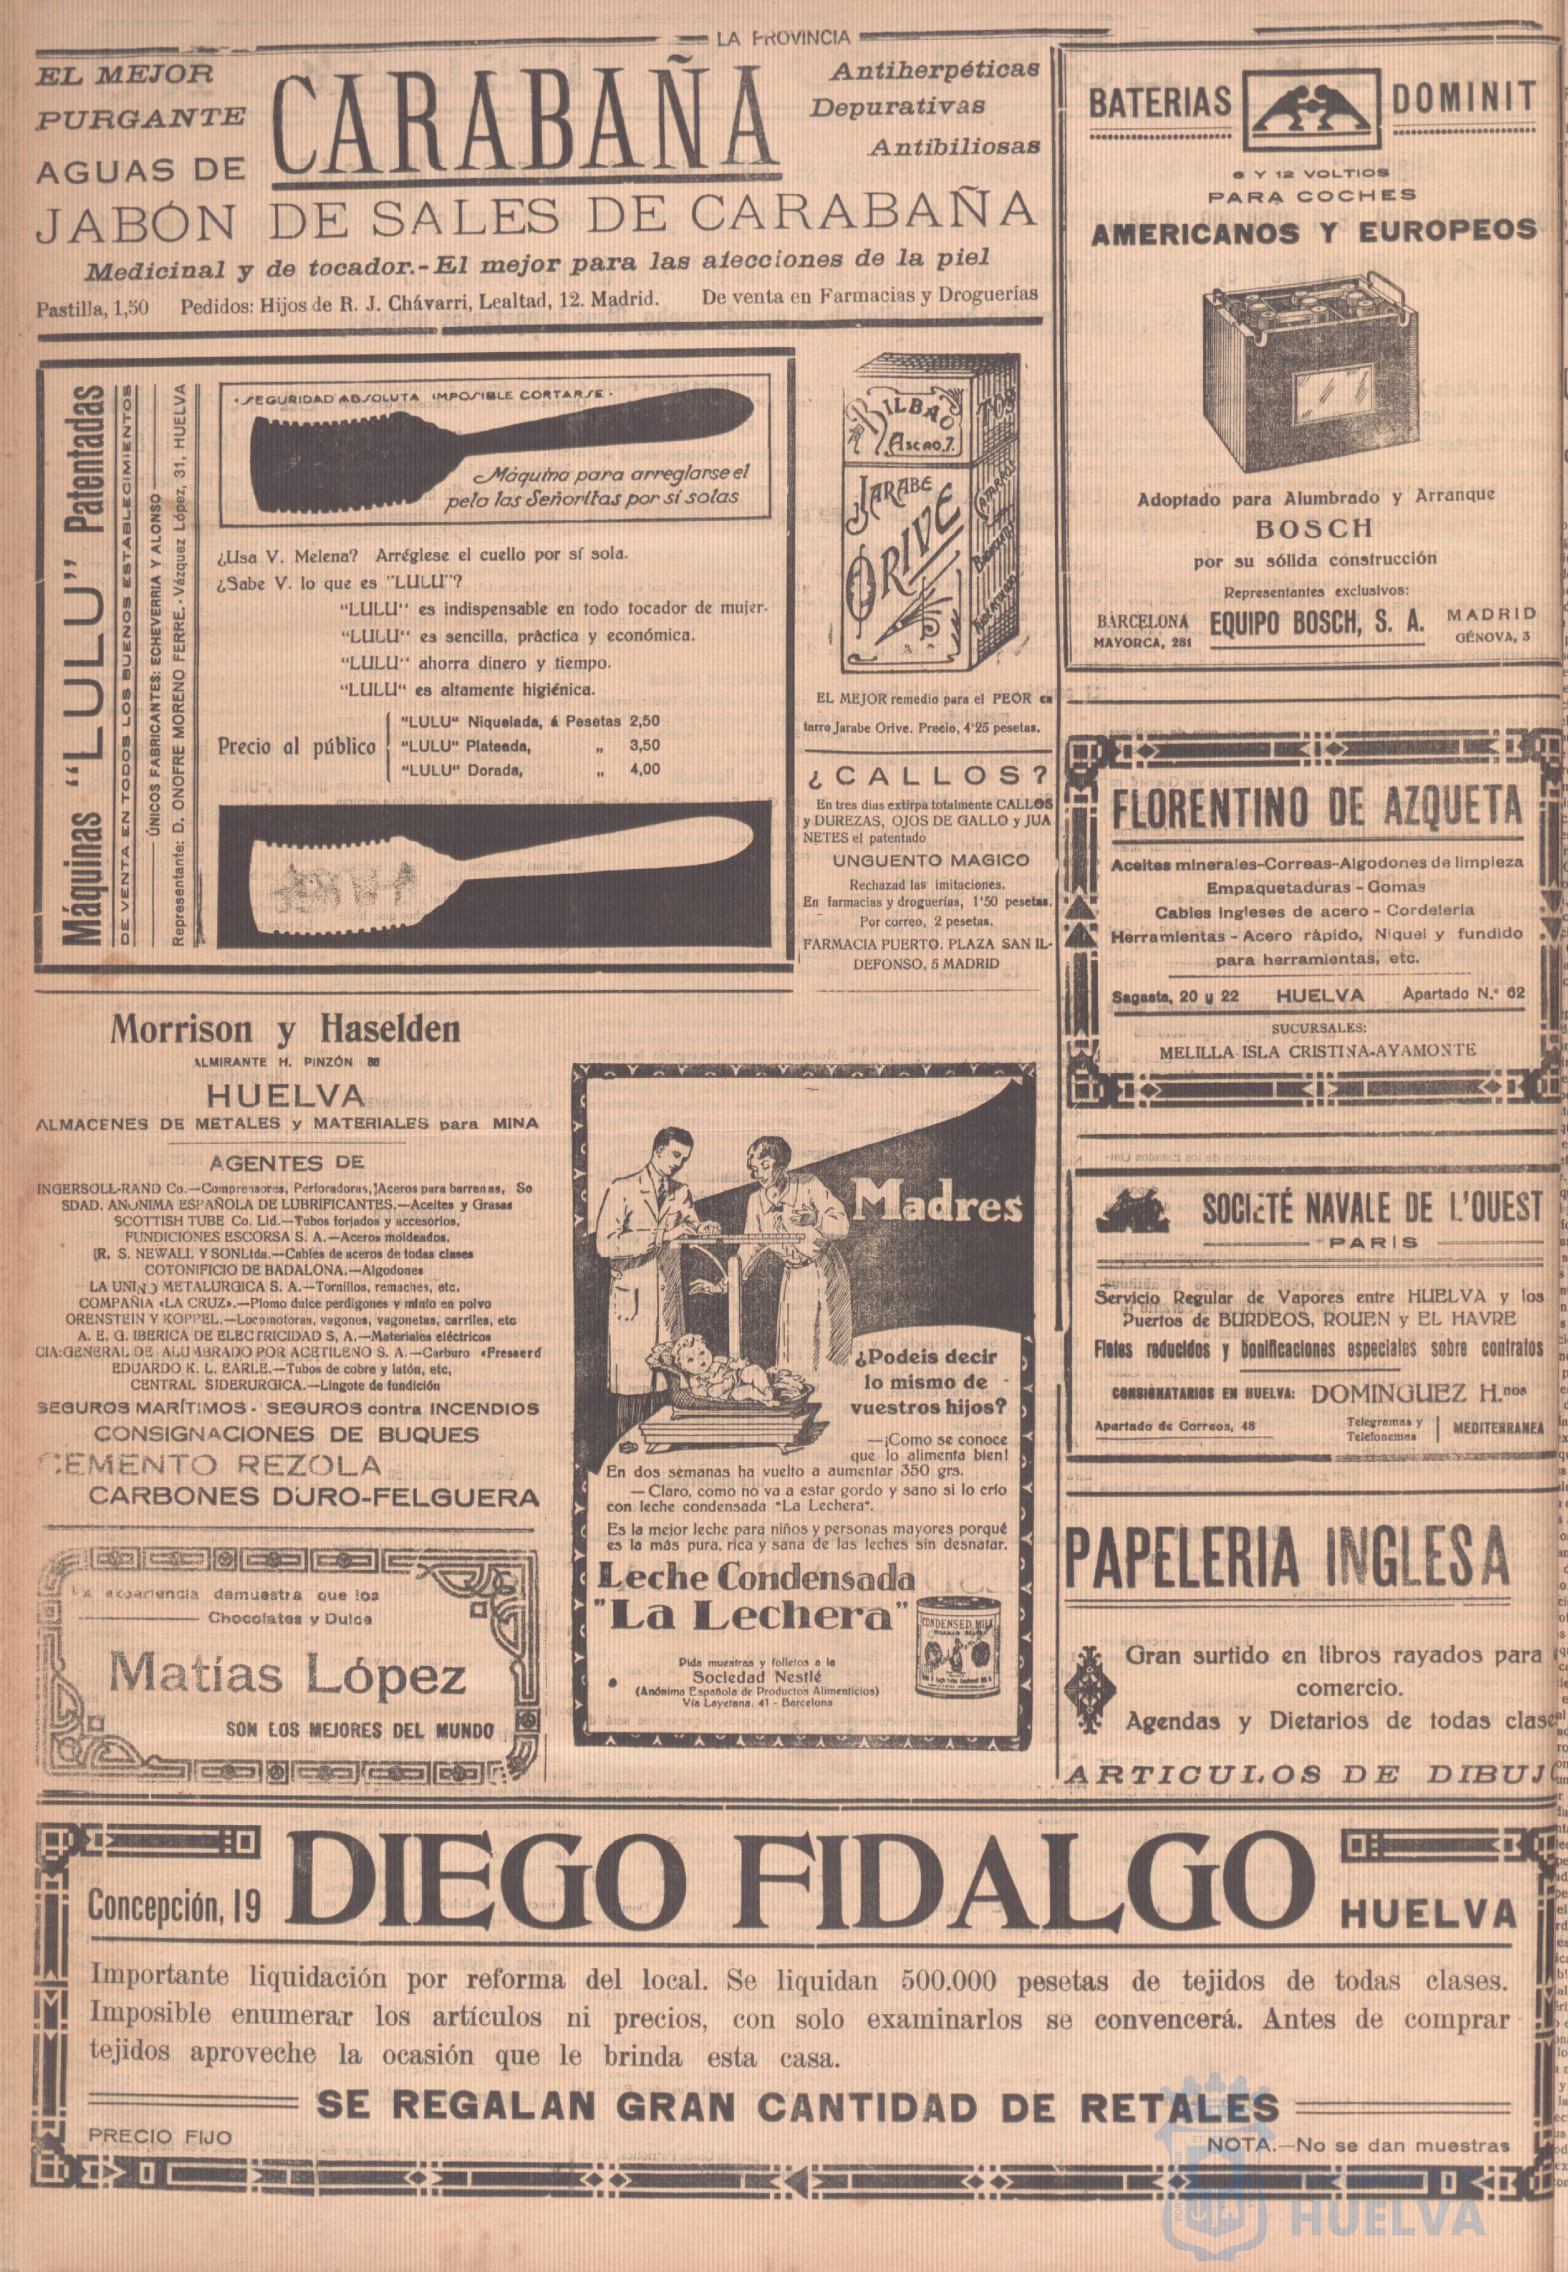 LA PROVINCIA
EL MEJOR
PURGANTE
AGUAS DE
CARABAÑA
Antiherpéticas
Depurativas
Antibiliosas
JABÓN DE SALES DE CARABAÑA
Medicinal y de tocador.-El mejor para las afecciones de la piel
Pastilla, 1,50 Pedidos: Hijos de R. J. Chávarri, Lealtad, 12. Madrid. De venta en Farmacias y Droguerías
BATERIAS DOMINIT
6 Y 12 VOLTIOS
PARA COCHES
AMERICANOS Y EUROPEOS
Adoptado para Alumbrado y Arranque
BOSCH
por su sólida construcción
Representantes exclusivos:
BARCELONA
MAYORCA, 281
EQUIPO BOSCH, S. A.
MADRID
GÉNOVA, 3
Máquinas "LULU" Patentadas
DE VENTA EN TODOS LOS BUENOS ESTABLECIMIENTOS
ÚNICOS FABRICANTES: ECHEVERRIA Y ALONSO
Representante: D. ONOFRE MORENO FERRE.-Vázquez López, 31, HUELVA
·SEGURIDAD ABSOLUTA IMPOSIBLE CORTARSE·
Máquina para arreglarse el
pelo las Señoritas por sí solas
¿Usa V. Melena? Arréglese el cuello por sí sola.
¿Sabe V. lo que es "LULU"?
"LULU" es indispensable en todo tocador de mujer.
"LULU" es sencilla, práctica y económica.
"LULU" ahorra dinero y tiempo.
"LULU" es altamente higiénica.
Precio al público
"LULU" Niquelada, á Pesetas 2,50
"LULU" Plateada, „ 3,50
"LULU" Dorada, „ 4,00
BILBAO
ASCAO, 7.
TOS
JARABE
ORIVE
CATARROS
EL MEJOR remedio para el PEOR ca
tarro Jarabe Orive. Precio, 4'25 pesetas.
¿CALLOS?
En tres dias extirpa totalmente CALLOS
y DUREZAS, OJOS DE GALLO y JUA
NETES el patentado
UNGUENTO MAGICO
Rechazad las imitaciones.
En farmacias y droguerías, 1'50 pesetas.
Por correo, 2 pesetas.
FARMACIA PUERTO. PLAZA SAN IL-
DEFONSO, 5 MADRID
FLORENTINO DE AZQUETA
Aceites minerales-Correas-Algodones de limpieza
Empaquetaduras - Gomas
Cables ingleses de acero - Cordelería
Herramientas - Acero rápido, Niquel y fundido
para herramientas, etc.
Sagasta, 20 y 22 HUELVA Apartado N.º 62
SUCURSALES:
MELILLA ISLA CRISTINA-AYAMONTE
Morrison y Haselden
ALMIRANTE H. PINZÓN
HUELVA
ALMACENES DE METALES y MATERIALES para MINA
AGENTES DE
INGERSOLL-RAND Co.—Comprensores, Perforadoras, Aceros para barrenas, So
SDAD. ANONIMA ESPAÑOLA DE LUBRIFICANTES.—Aceites y Grasas
SCOTTISH TUBE Co. Ltd.—Tubos forjados y accesorios,
FUNDICIONES ESCORSA S. A.—Aceros moldeados.
(R. S. NEWALL Y SON Ltda.—Cables de aceros de todas clases
COTONIFICIO DE BADALONA.—Algodones
LA UNINO METALURGICA S. A.—Tornillos, remaches, etc.
COMPAÑIA «LA CRUZ».—Plomo dulce perdigones y minio en polvo
ORENSTEIN Y KOPPEL.—Locomotoras, vagones, vagonetas, carriles, etc
A. E. G. IBERICA DE ELECTRICIDAD S, A.—Materiales eléctricos
CIA:GENERAL DE ALUMBRADO POR ACETILENO S. A.—Carburo «Presserd
EDUARDO K. L. EARLE.—Tubos de cobre y latón, etc,
CENTRAL SIDERURGICA.—Lingote de fundición
SEGUROS MARÍTIMOS - SEGUROS contra INCENDIOS
CONSIGNACIONES DE BUQUES
CEMENTO REZOLA
CARBONES DURO-FELGUERA
Madres
¿Podeis decir
lo mismo de
vuestros hijos?
—¡Como se conoce
que lo alimenta bien!
En dos semanas ha vuelto a aumentar 350 grs.
—Claro, como no va a estar gordo y sano si lo crío
con leche condensada "La Lechera".
Es la mejor leche para niños y personas mayores porqué
es la más pura, rica y sana de las leches sin desnatar.
Leche Condensada
"La Lechera"
CONDENSED MILK
Pida muestras y folletos a la
Sociedad Nestlé
(Anónima Española de Productos Alimenticios)
Vía Layetana, 41 - Barcelona
SOCIETÉ NAVALE DE L'OUEST
PARÍS
Servicio Regular de Vapores entre HUELVA y los
Puertos de BURDEOS, ROUEN y EL HAVRE
Fletes reducidos y bonificaciones especiales sobre contratos
CONSIGNATARIOS EN HUELVA: DOMINGUEZ H.nos
Apartado de Correos, 48
Telegramas y
Telefonemas
MEDITERRANEA
La experiencia demuestra que los
Chocolates y Dulce
Matías López
SON LOS MEJORES DEL MUNDO
PAPELERIA INGLESA
Gran surtido en libros rayados para
comercio.
Agendas y Dietarios de todas clase
ARTICULOS DE DIBUJO
Concepción, 19
DIEGO FIDALGO
HUELVA
Importante liquidación por reforma del local. Se liquidan 500.000 pesetas de tejidos de todas clases.
Imposible enumerar los artículos ni precios, con solo examinarlos se convencerá. Antes de comprar
tejidos aproveche la ocasión que le brinda esta casa.
SE REGALAN GRAN CANTIDAD DE RETALES
PRECIO FIJO
NOTA.—No se dan muestras
HUELVA